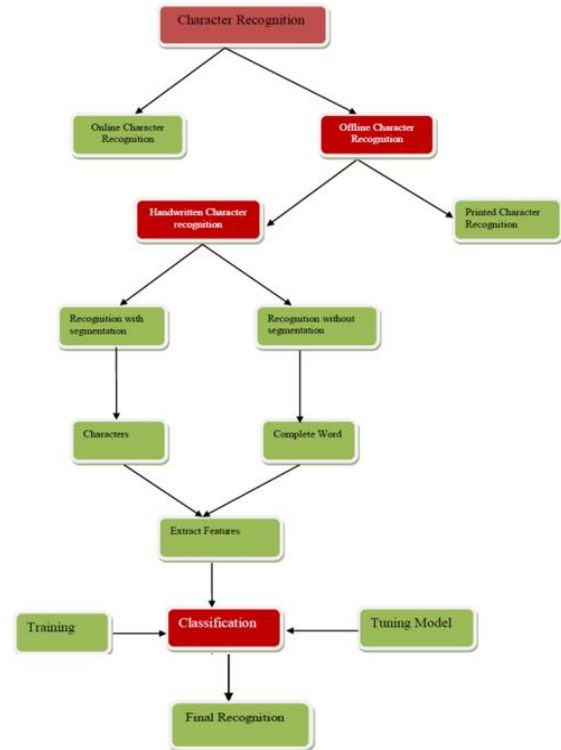 Character Recognition
Online Character
Recognition
Offline Character
Recognition
Handwritten Character
recognition
Printed Character
Recognition
Recognition with
segmentation
Recognition without
segmentation
Characters
Complete Word
Extract Features
Training
Classification
Tuning Model
Final Recognition